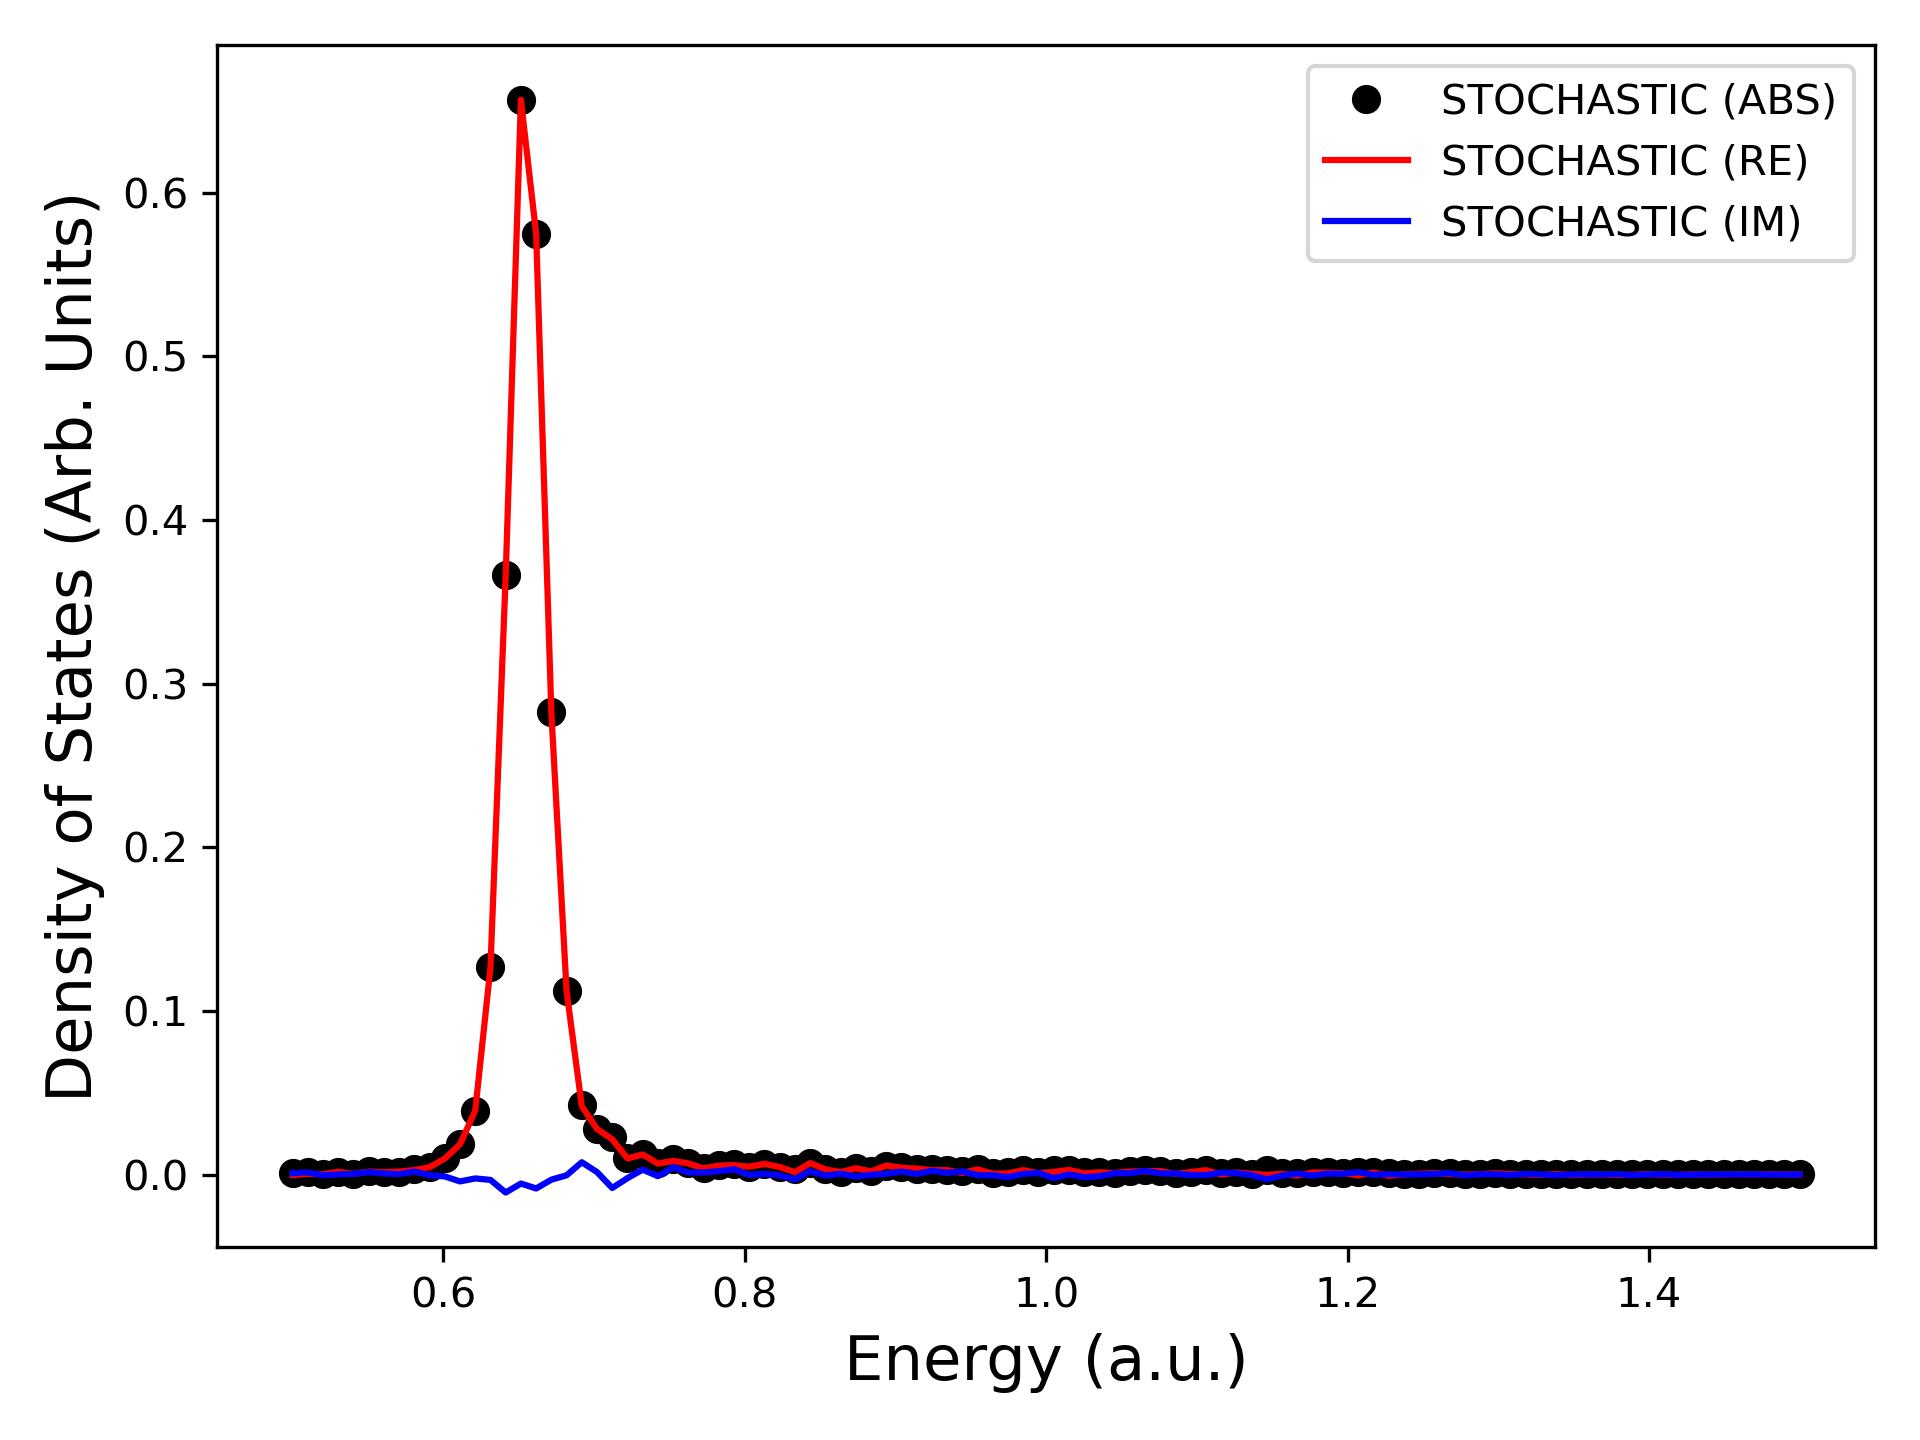 STOCHASTIC (ABS)
STOCHASTIC (RE)
STOCHASTIC (IM)
Density of States (Arb. Units)
0.6
0.5
0.4
0.3
0.2
0.1
0.0
0.6 0.8 1.0 1.2 1.4
Energy (a.u.)